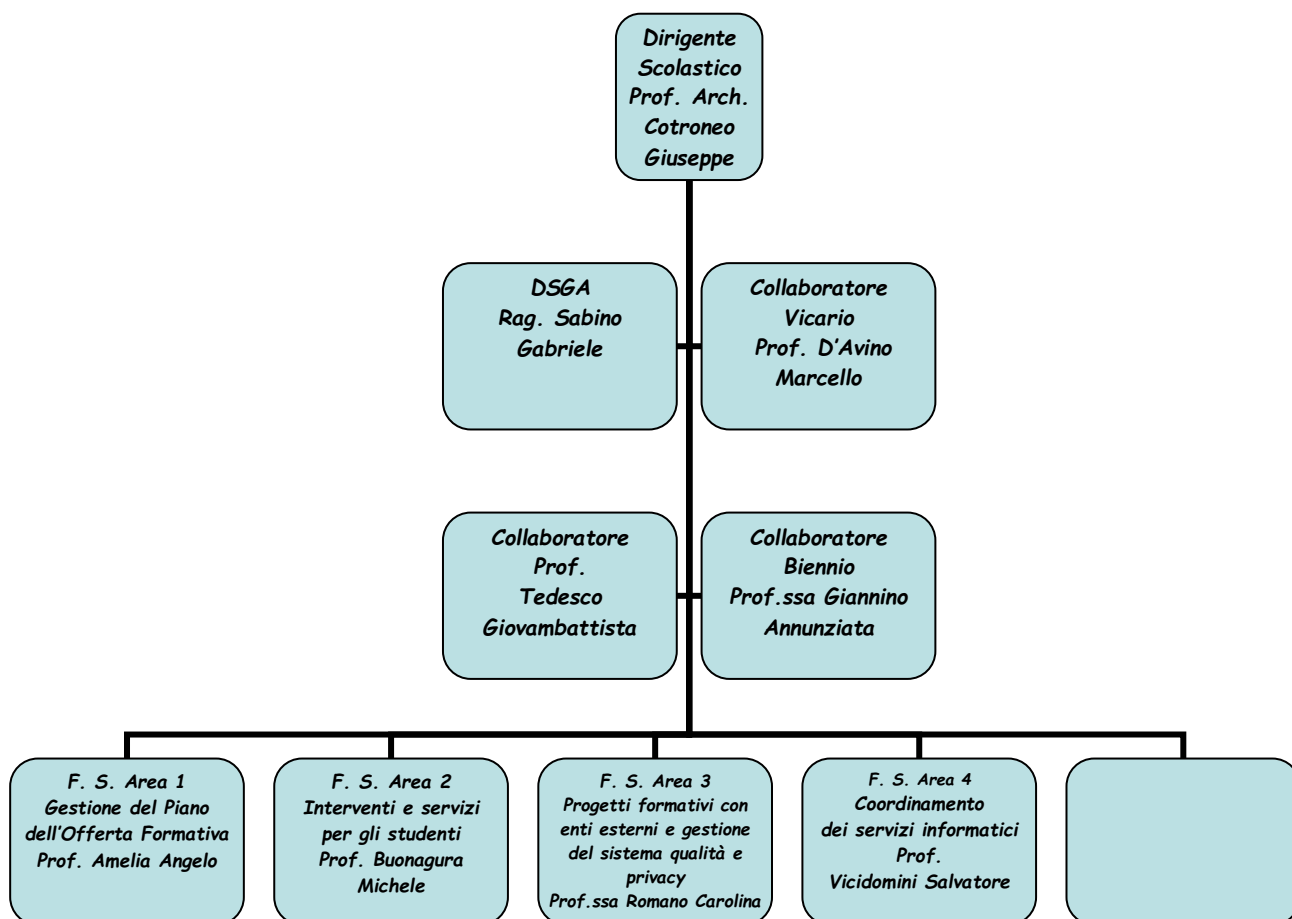 Dirigente
Scolastico
Prof. Arch.
Cotroneo
Giuseppe
DSGA
Rag. Sabino
Gabriele
Collaboratore
Vicario
Prof. D'Avino
Marcello
Collaboratore
Prof.
Tedesco
Giovambattista
Collaboratore
Biennio
Prof.ssa Giannino
Annunziata
F. S. Area 1
Gestione del Piano
dell'Offerta Formativa
Prof. Amelia Angelo
F. S. Area 2
Interventi e servizi
per gli studenti
Prof. Buonagura
Michele
F. S. Area 3
Progetti formativi con
enti esterni e gestione
del sistema qualità e
privacy
Prof.ssa Romano Carolina
F. S. Area 4
Coordinamento
dei servizi informatici
Prof.
Vicidomini Salvatore